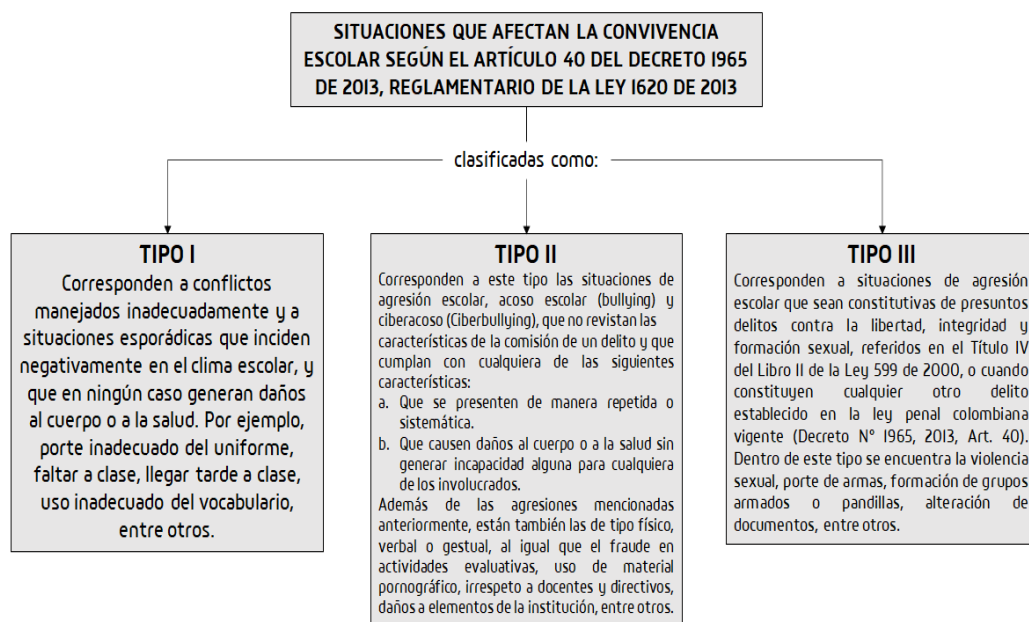 SITUACIONES QUE AFECTAN LA CONVIVENCIA
ESCOLAR SEGÚN EL ARTÍCULO 40 DEL DECRETO 1965
DE 2013, REGLAMENTARIO DE LA LEY 1620 DE 2013
clasificadas como:
TIPO I
Corresponden a conflictos
manejados inadecuadamente y a
situaciones esporádicas que inciden
negativamente en el clima escolar, y
que en ningún caso generan daños
al cuerpo o a la salud. Por ejemplo,
porte inadecuado del uniforme,
faltar a clase, llegar tarde a clase,
uso inadecuado del vocabulario,
entre otros.
TIPO II
Corresponden a este tipo las situaciones de
agresión escolar, acoso escolar (bullying) y
ciberacoso (Ciberbullying), que no revistan las
características de la comisión de un delito y que
cumplan con cualquiera de las siguientes
características:
a. Que se presenten de manera repetida o
sistemática.
b. Que causen daños al cuerpo o a la salud sin
generar incapacidad alguna para cualquiera
de los involucrados.
Además de las agresiones mencionadas
anteriormente, están también las de tipo físico,
verbal o gestual, al igual que el fraude en
actividades evaluativas, uso de material
pornográfico, irrespeto a docentes y directivos,
daños a elementos de la institución, entre otros.
TIPO III
Corresponden a situaciones de agresión
escolar que sean constitutivas de presuntos
delitos contra la libertad, integridad y
formación sexual, referidos en el Título IV
del Libro II de la Ley 599 de 2000, o cuando
constituyen cualquier otro delito
establecido en la ley penal colombiana
vigente (Decreto N° 1965, 2013, Art. 40).
Dentro de este tipo se encuentra la violencia
sexual, porte de armas, formación de grupos
armados o pandillas, alteración de
documentos, entre otros.